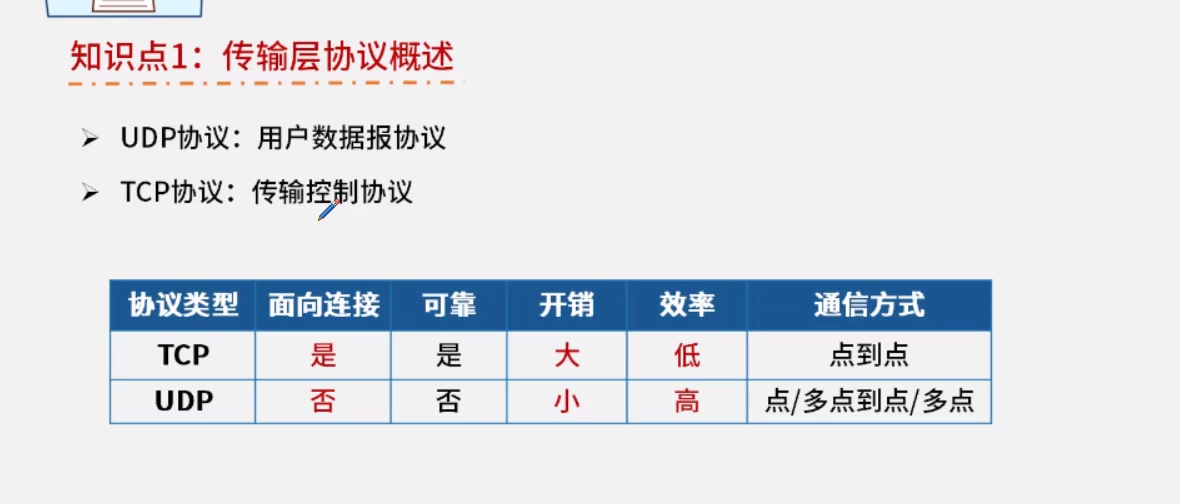 知识点1：传输层协议概述
UDP协议：用户数据报协议
TCP协议：传输控制协议
协议类型 面向连接 可靠 开销 效率 通信方式
TCP 是 是 大 低 点到点
UDP 否 否 小 高 点/多点到点/多点